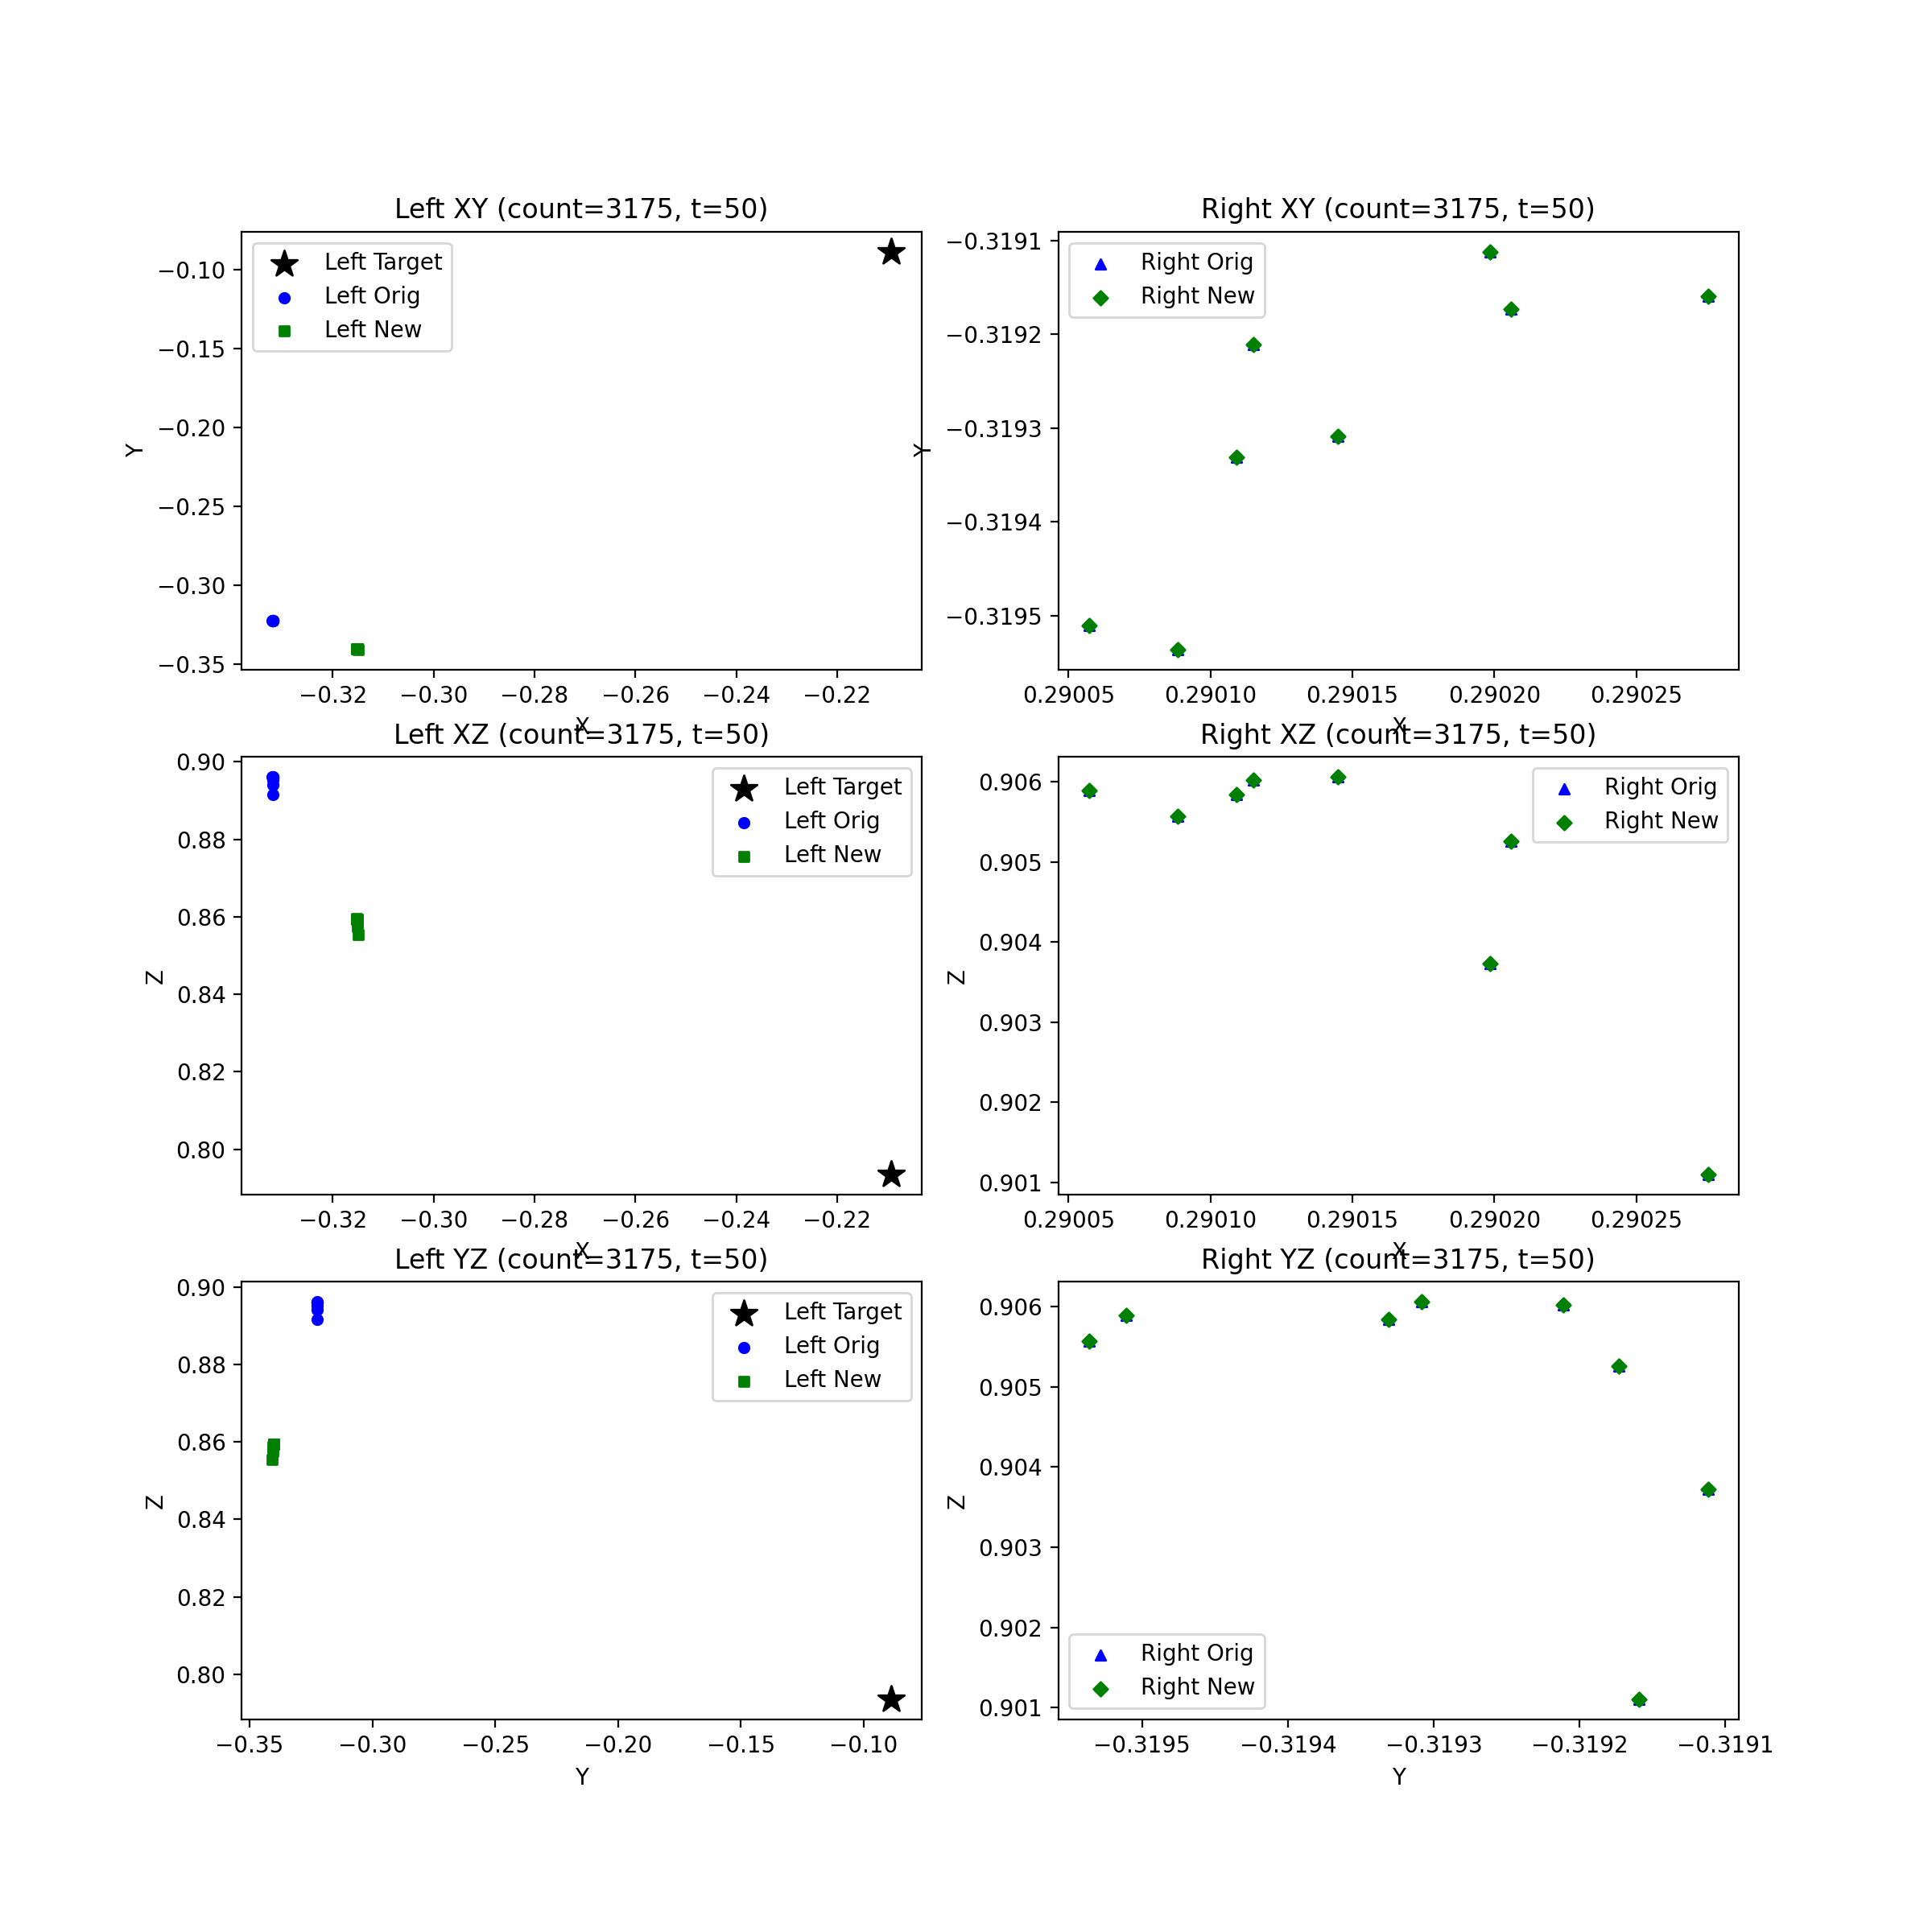 Left XY (count=3175, t=50)
Left Target
Left Orig
Left New
−0.10
−0.15
−0.20
−0.25
−0.30
−0.35
Y
−0.32
−0.30
−0.28
−0.26
−0.24
−0.22
X
Right XY (count=3175, t=50)
Right Orig
Right New
−0.3191
−0.3192
−0.3193
−0.3194
−0.3195
Y
0.29005
0.29010
0.29015
0.29020
0.29025
X
Left XZ (count=3175, t=50)
Left Target
Left Orig
Left New
0.90
0.88
0.86
0.84
0.82
0.80
Z
−0.32
−0.30
−0.28
−0.26
−0.24
−0.22
X
Right XZ (count=3175, t=50)
Right Orig
Right New
0.906
0.905
0.904
0.903
0.902
0.901
Z
0.29005
0.29010
0.29015
0.29020
0.29025
X
Left YZ (count=3175, t=50)
Left Target
Left Orig
Left New
0.90
0.88
0.86
0.84
0.82
0.80
Z
−0.35
−0.30
−0.25
−0.20
−0.15
−0.10
Y
Right YZ (count=3175, t=50)
0.906
0.905
0.904
0.903
0.902
0.901
Z
Right Orig
Right New
−0.3195
−0.3194
−0.3193
−0.3192
−0.3191
Y